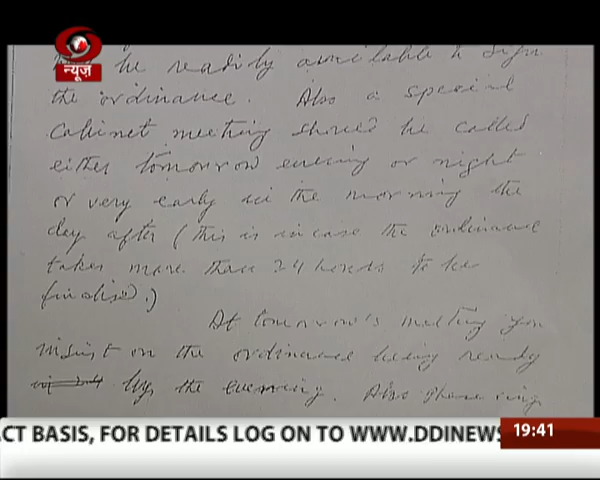 be readily available to sign
न्यूज़
the ordinance. Also a special
cabinet meeting should be called
either tomorrow evening or night
or very early in the morning the
day after (this is in case the ordinance
takes more than 24 hours to be
finalised.)
At tomorrow's meeting you
insist on the ordinance being ready
by the evening. Also please ring
CT BASIS, FOR DETAILS LOG ON TO WWW.DDINEWS
19:41